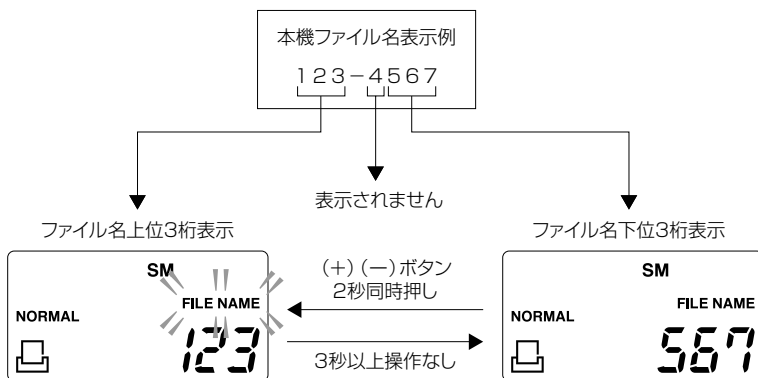 本機ファイル名表示例
123－4567
表示されません
ファイル名上位3桁表示
SM
FILE NAME
NORMAL
123
（+）（ー）ボタン
2秒同時押し
3秒以上操作なし
ファイル名下位3桁表示
SM
FILE NAME
NORMAL
567